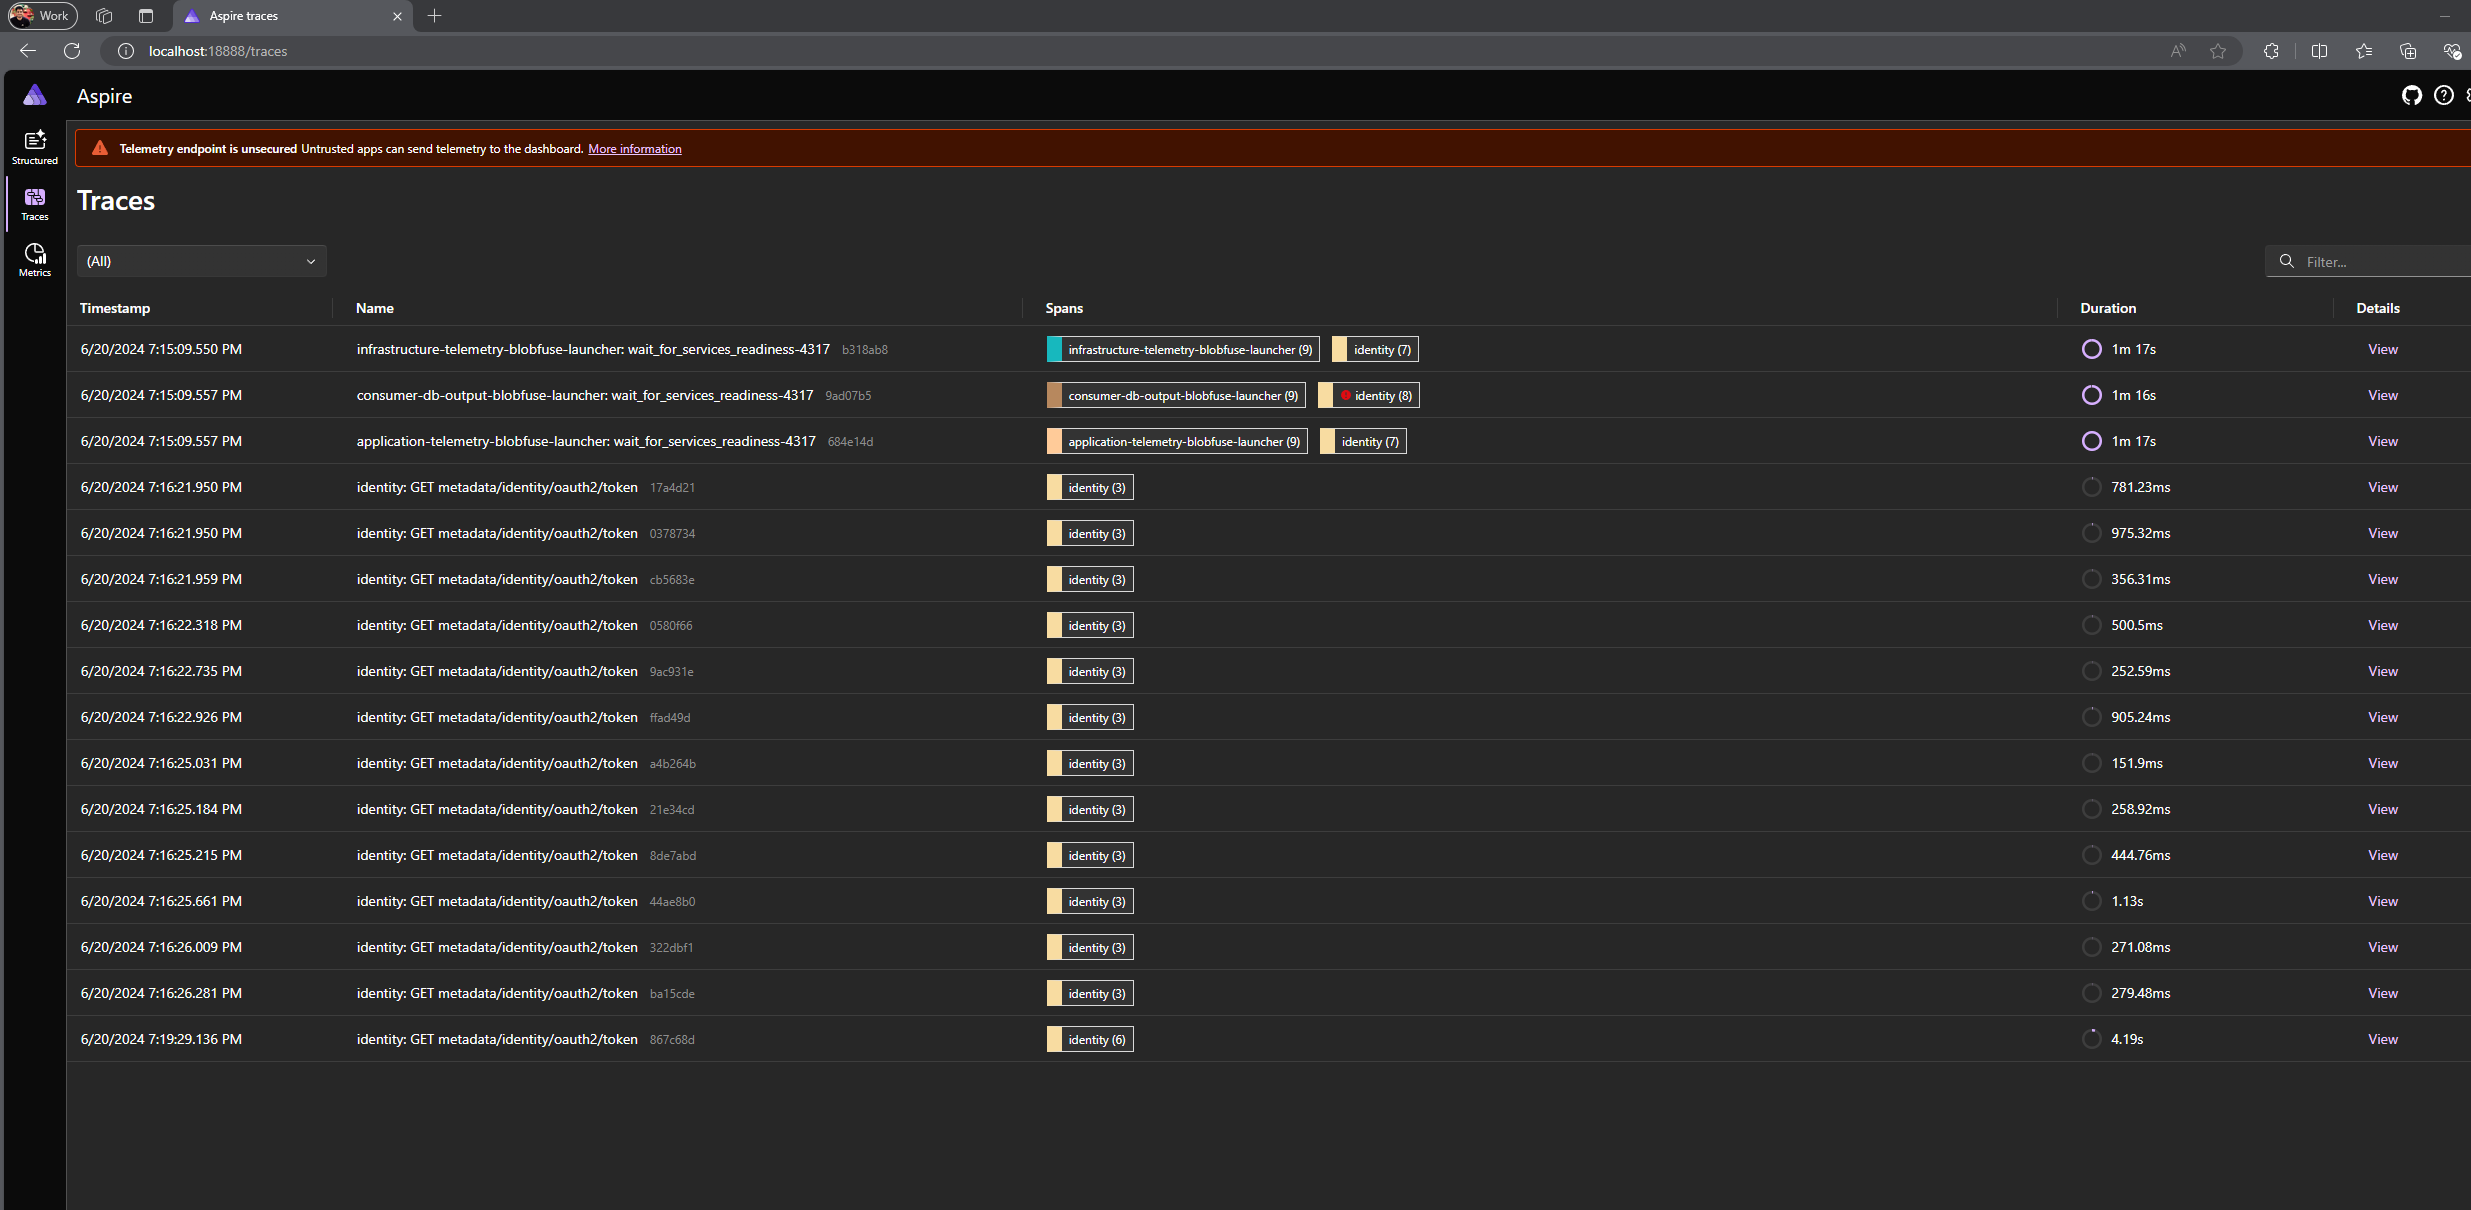 Work
Aspire traces
localhost:18888/traces
Aspire
Structured
Traces
Metrics
Telemetry endpoint is unsecured Untrusted apps can send telemetry to the dashboard. More information
Traces
(All)
Filter...
Timestamp Name Spans Duration Details
6/20/2024 7:15:09.550 PM infrastructure-telemetry-blobfuse-launcher: wait_for_services_readiness-4317 b318ab8 infrastructure-telemetry-blobfuse-launcher (9) identity (7) 1m 17s View
6/20/2024 7:15:09.557 PM consumer-db-output-blobfuse-launcher: wait_for_services_readiness-4317 9ad07b5 consumer-db-output-blobfuse-launcher (9) identity (8) 1m 16s View
6/20/2024 7:15:09.557 PM application-telemetry-blobfuse-launcher: wait_for_services_readiness-4317 684e14d application-telemetry-blobfuse-launcher (9) identity (7) 1m 17s View
6/20/2024 7:16:21.950 PM identity: GET metadata/identity/oauth2/token 17a4d21 identity (3) 781.23ms View
6/20/2024 7:16:21.950 PM identity: GET metadata/identity/oauth2/token 0378734 identity (3) 975.32ms View
6/20/2024 7:16:21.959 PM identity: GET metadata/identity/oauth2/token cb5683e identity (3) 356.31ms View
6/20/2024 7:16:22.318 PM identity: GET metadata/identity/oauth2/token 0580f66 identity (3) 500.5ms View
6/20/2024 7:16:22.735 PM identity: GET metadata/identity/oauth2/token 9ac931e identity (3) 252.59ms View
6/20/2024 7:16:22.926 PM identity: GET metadata/identity/oauth2/token ffad49d identity (3) 905.24ms View
6/20/2024 7:16:25.031 PM identity: GET metadata/identity/oauth2/token a4b264b identity (3) 151.9ms View
6/20/2024 7:16:25.184 PM identity: GET metadata/identity/oauth2/token 21e34cd identity (3) 258.92ms View
6/20/2024 7:16:25.215 PM identity: GET metadata/identity/oauth2/token 8de7abd identity (3) 444.76ms View
6/20/2024 7:16:25.661 PM identity: GET metadata/identity/oauth2/token 44ae8b0 identity (3) 1.13s View
6/20/2024 7:16:26.009 PM identity: GET metadata/identity/oauth2/token 322dbf1 identity (3) 271.08ms View
6/20/2024 7:16:26.281 PM identity: GET metadata/identity/oauth2/token ba15cde identity (3) 279.48ms View
6/20/2024 7:19:29.136 PM identity: GET metadata/identity/oauth2/token 867c68d identity (6) 4.19s View